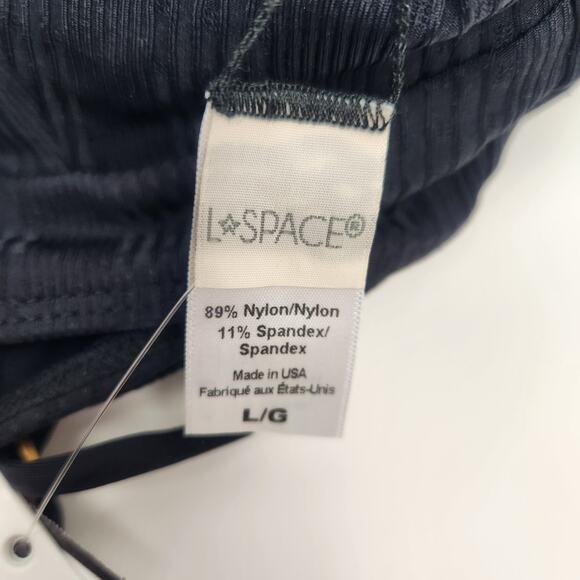 L☆SPACE®
89% Nylon/Nylon
11% Spandex/
Spandex
Made in USA
Fabriqué aux États-Unis
L/G